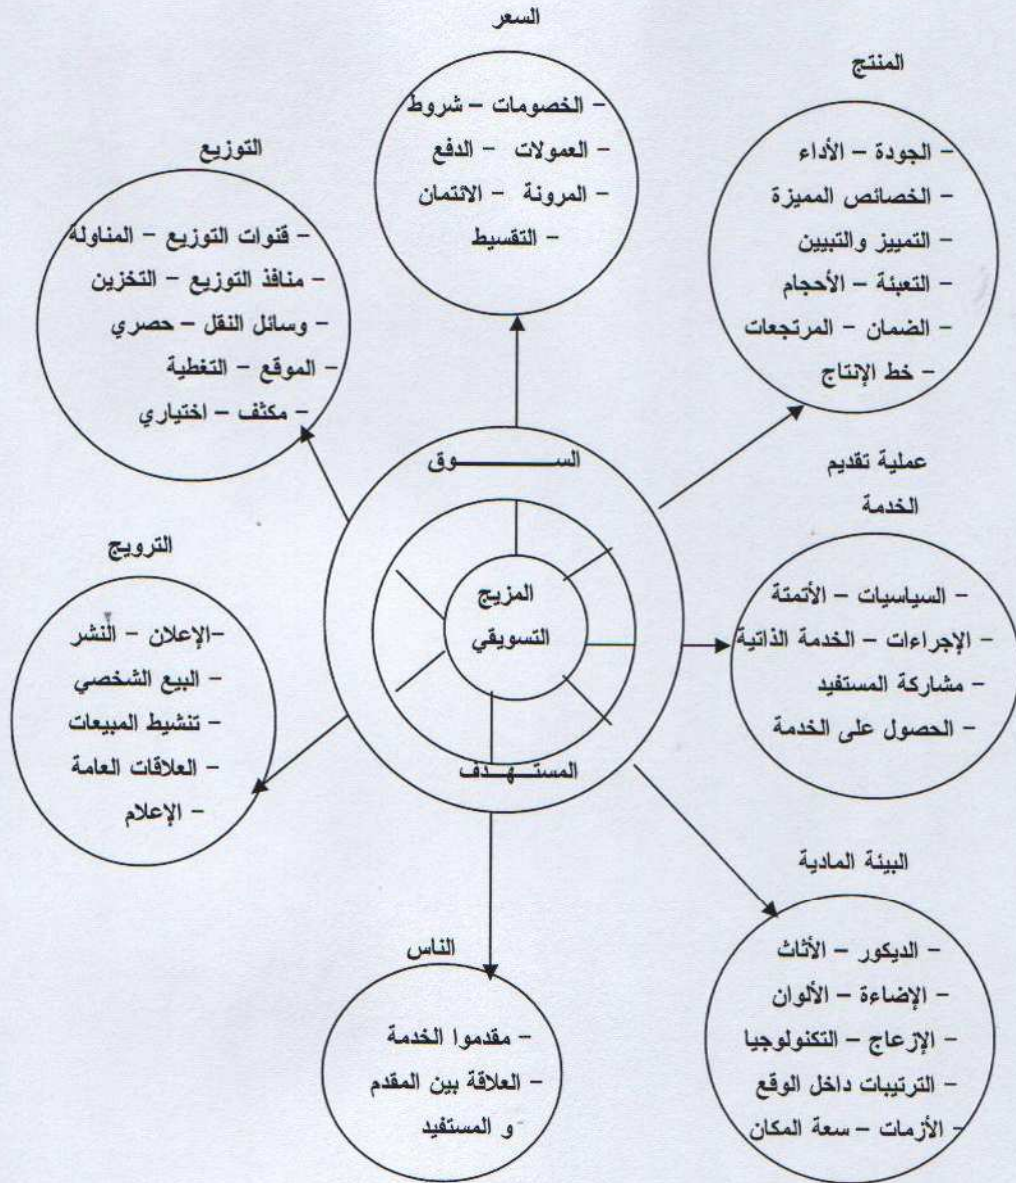 السعر
- الخصومات - شروط
- العمولات - الدفع
- المرونة - الائتمان
- التقسيط
المنتج
- الجودة - الأداء
- الخصائص المميزة
- التمييز والتبيين
- التعبئة - الأحجام
- الضمان - المرتجعات
- خط الإنتاج
التوزيع
- قنوات التوزيع - المناولة
- منافذ التوزيع - التخزين
- وسائل النقل - حصري
- الموقع - التغطية
- مكثف - اختياري
الســـــــوق
المزيج
التسويقي
المستـهـدف
عملية تقديم
الخدمة
- السياسيات - الأتمتة
- الإجراءات - الخدمة الذاتية
- مشاركة المستفيد
- الحصول على الخدمة
الترويج
-الإعلان - النشر
- البيع الشخصي
- تنشيط المبيعات
- العلاقات العامة
- الإعلام
البيئة المادية
- الديكور - الأثاث
- الإضاءة - الألوان
- الإزعاج - التكنولوجيا
- الترتيبات داخل الوقع
- الأزمات - سعة المكان
الناس
- مقدموا الخدمة
- العلاقة بين المقدم
و المستفيد